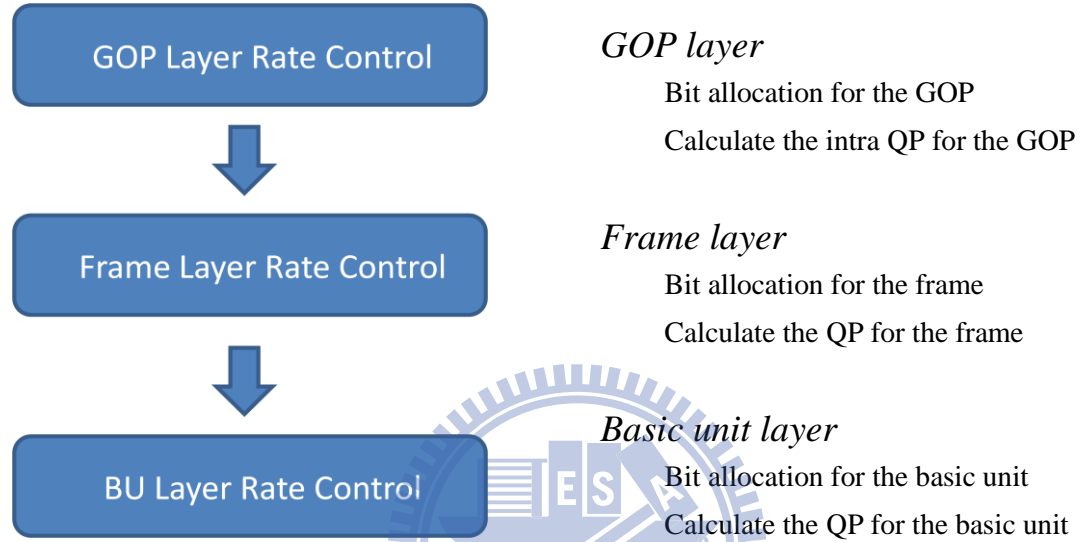 GOP Layer Rate Control
GOP layer
Bit allocation for the GOP
Calculate the intra QP for the GOP
Frame Layer Rate Control
Frame layer
Bit allocation for the frame
Calculate the QP for the frame
BU Layer Rate Control
Basic unit layer
Bit allocation for the basic unit
Calculate the QP for the basic unit
E S A